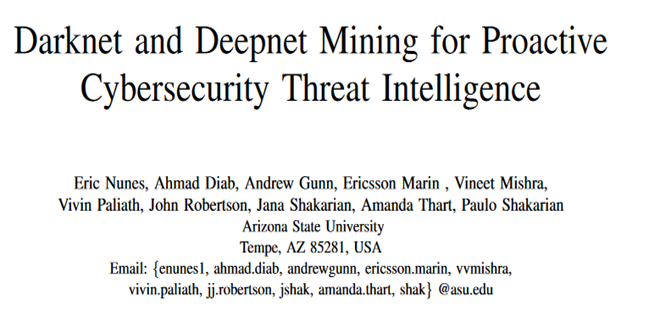 Darknet and Deepnet Mining for Proactive
Cybersecurity Threat Intelligence
Eric Nunes, Ahmad Diab, Andrew Gunn, Ericsson Marin , Vineet Mishra,
Vivin Paliath, John Robertson, Jana Shakarian, Amanda Thart, Paulo Shakarian
Arizona State University
Tempe, AZ 85281, USA
Email: {enunes1, ahmad.diab, andrewgunn, ericsson.marin, vvmishra,
vivin.paliath, jj.robertson, jshak, amanda.thart, shak} @asu.edu